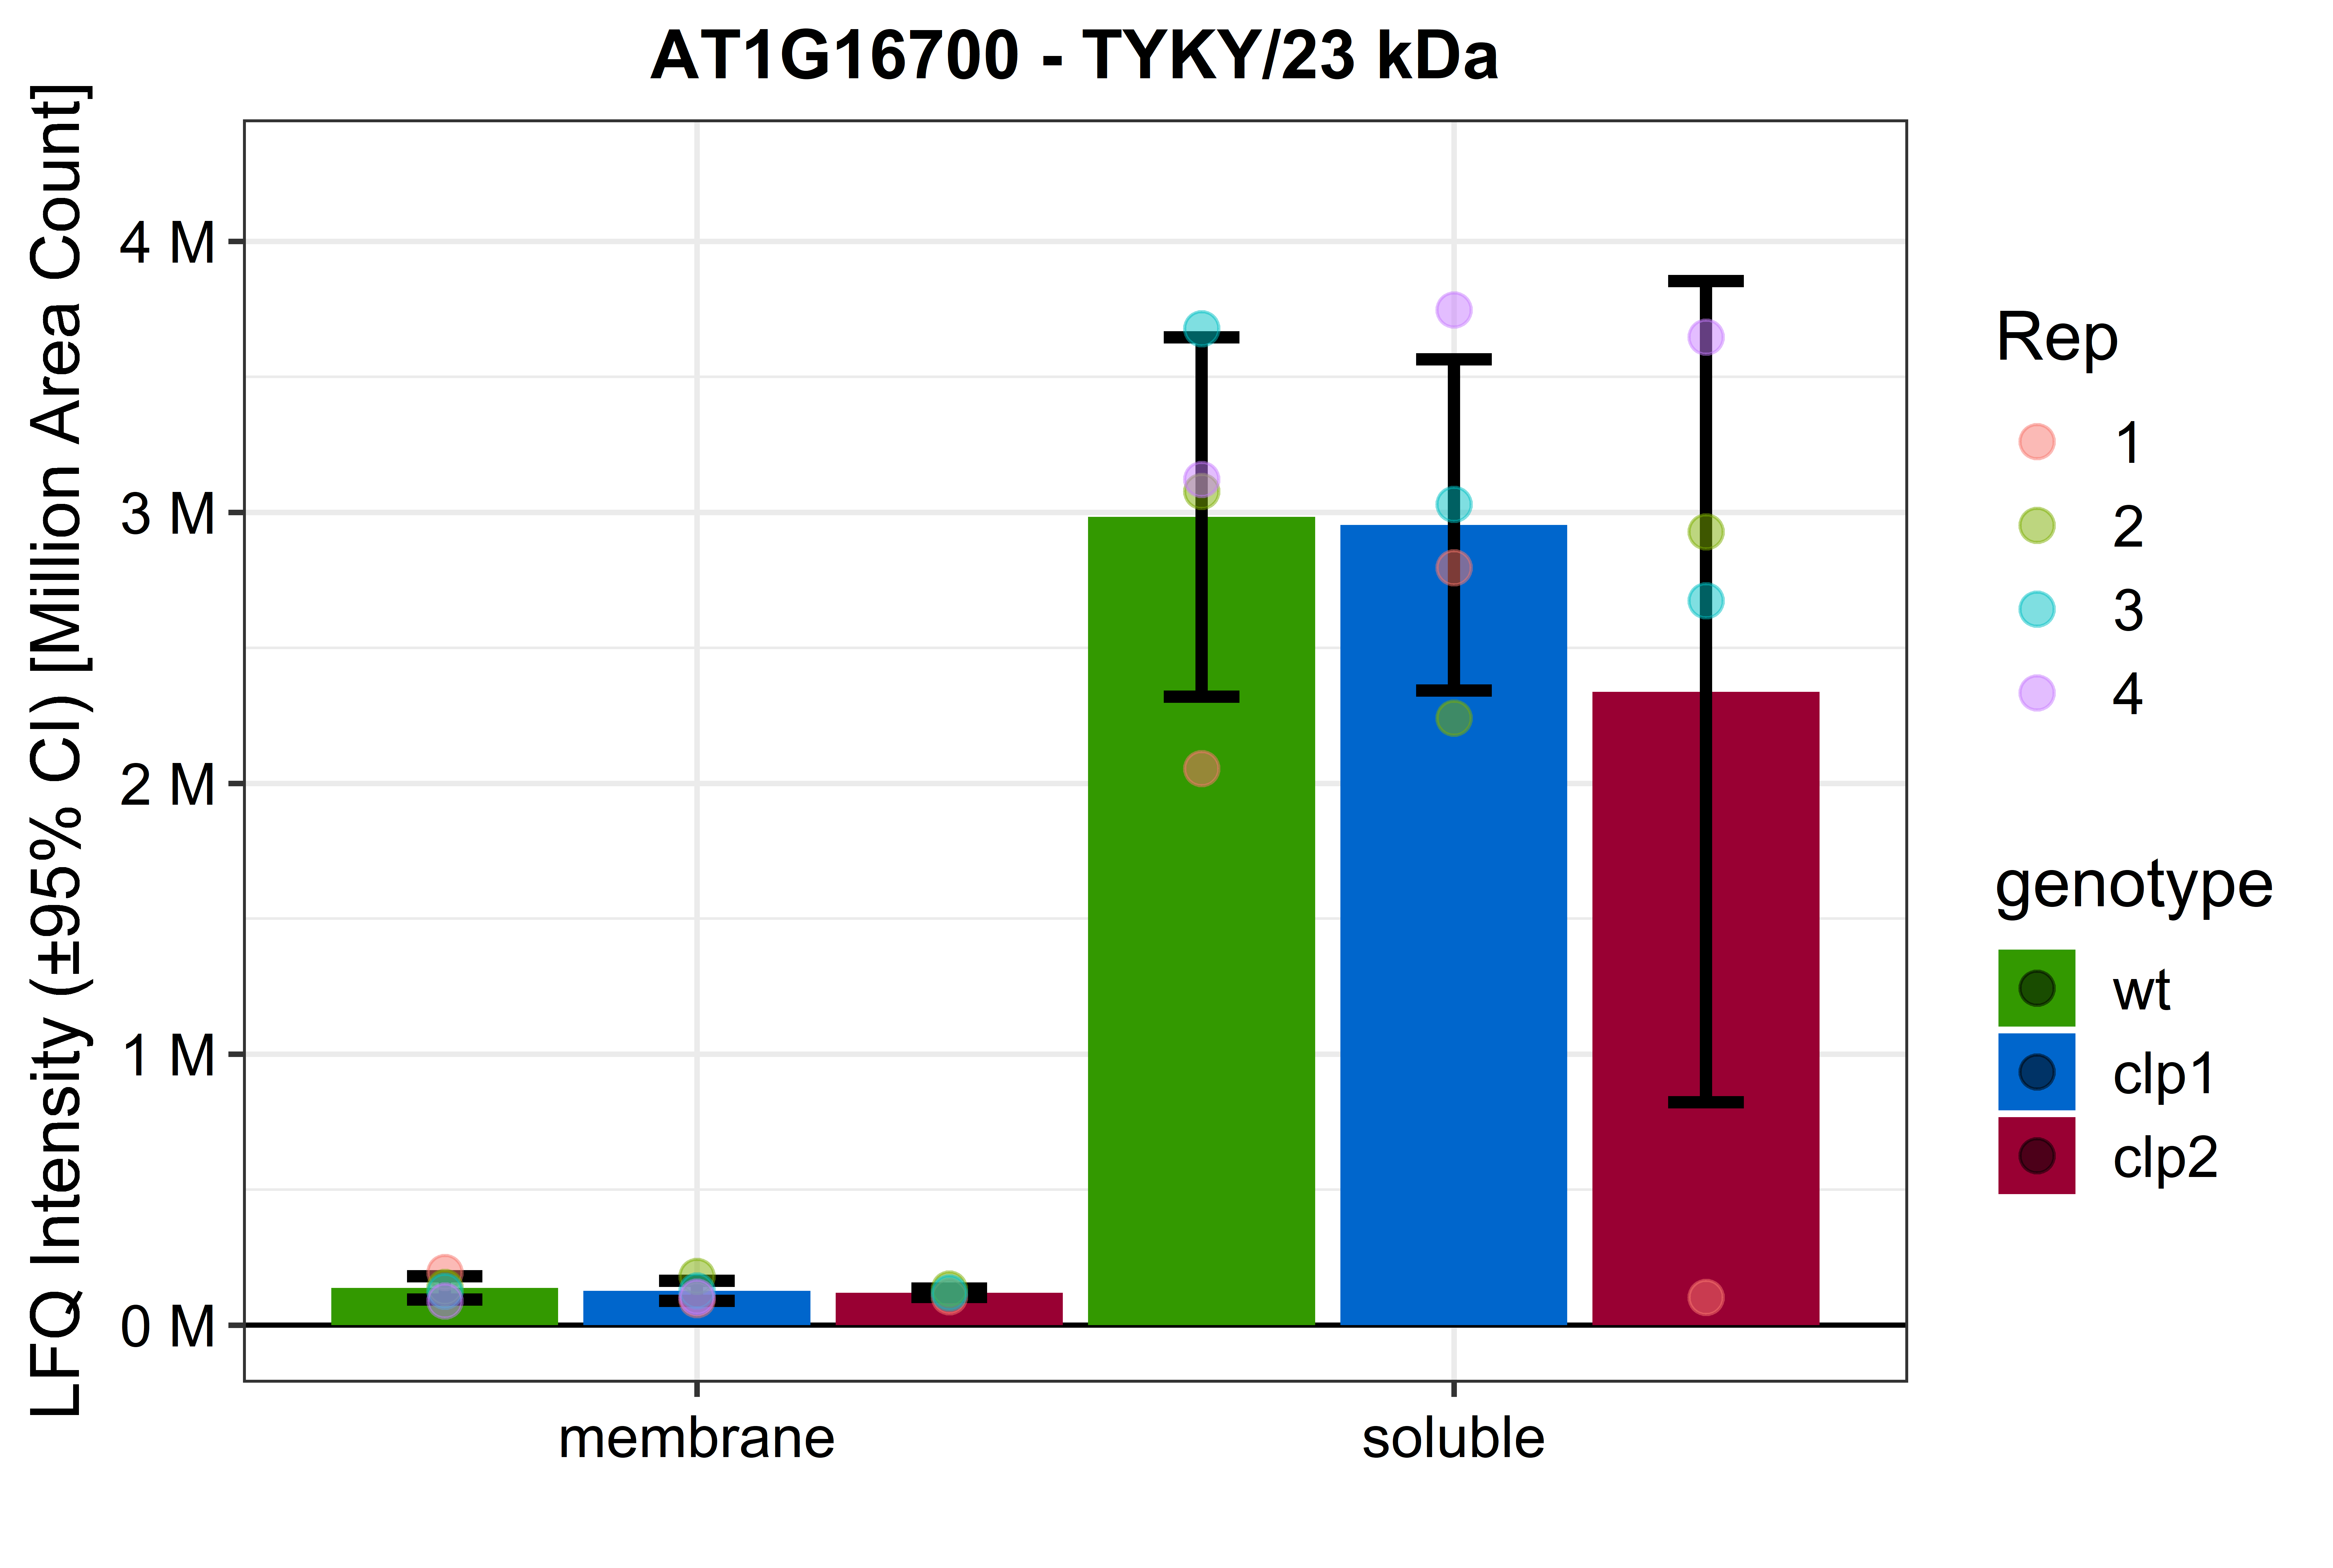 AT1G16700 - TYKY/23 kDa
LFQ Intensity (±95% CI) [Million Area Count]
4 M
3 M
2 M
1 M
0 M
membrane
soluble
Rep
1
2
3
4
genotype
wt
clp1
clp2